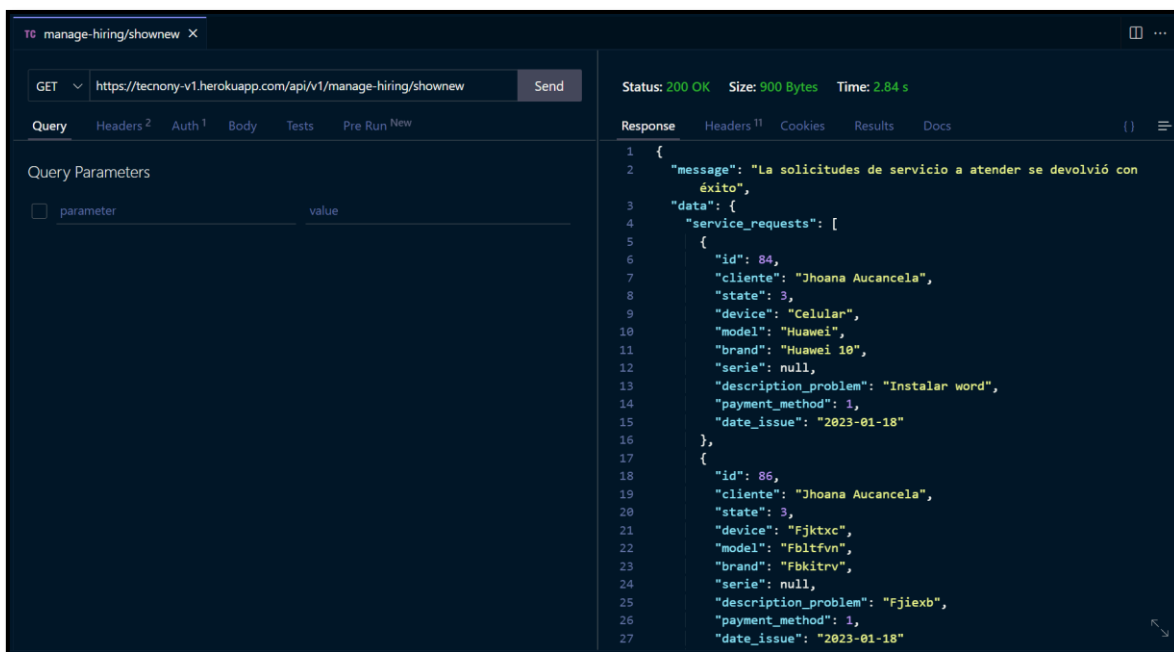 TC manage-hiring/shownew
GET https://tecnony-v1.herokuapp.com/api/v1/manage-hiring/shownew Send
Query Headers 2 Auth 1 Body Tests Pre Run New
Query Parameters
parameter value
Status: 200 OK Size: 900 Bytes Time: 2.84 s
Response Headers 11 Cookies Results Docs { }
1 {
2 "message": "La solicitudes de servicio a atender se devolvió con
éxito",
3 "data": {
4 "service_requests": [
5 {
6 "id": 84,
7 "cliente": "Jhoana Aucancela",
8 "state": 3,
9 "device": "Celular",
10 "model": "Huawei",
11 "brand": "Huawei 10",
12 "serie": null,
13 "description_problem": "Instalar word",
14 "payment_method": 1,
15 "date_issue": "2023-01-18"
16 },
17 {
18 "id": 86,
19 "cliente": "Jhoana Aucancela",
20 "state": 3,
21 "device": "Fjktxc",
22 "model": "Fbltfvn",
23 "brand": "Fbkitrv",
24 "serie": null,
25 "description_problem": "Fjiexb",
26 "payment_method": 1,
27 "date_issue": "2023-01-18"